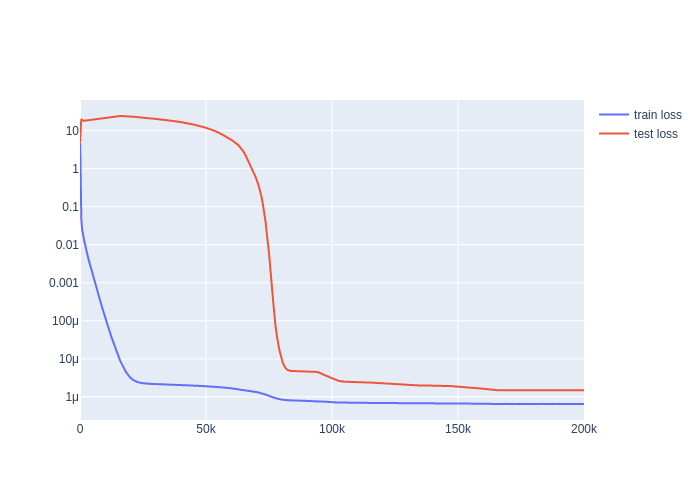 train loss
test loss
10
1
0.1
0.01
0.001
100μ
10μ
1μ
0
50k
100k
150k
200k